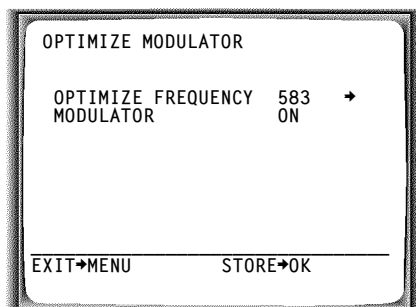 OPTIMIZE MODULATOR
OPTIMIZE FREQUENCY 583 ➔
MODULATOR ON
EXIT➔MENU STORE➔OK